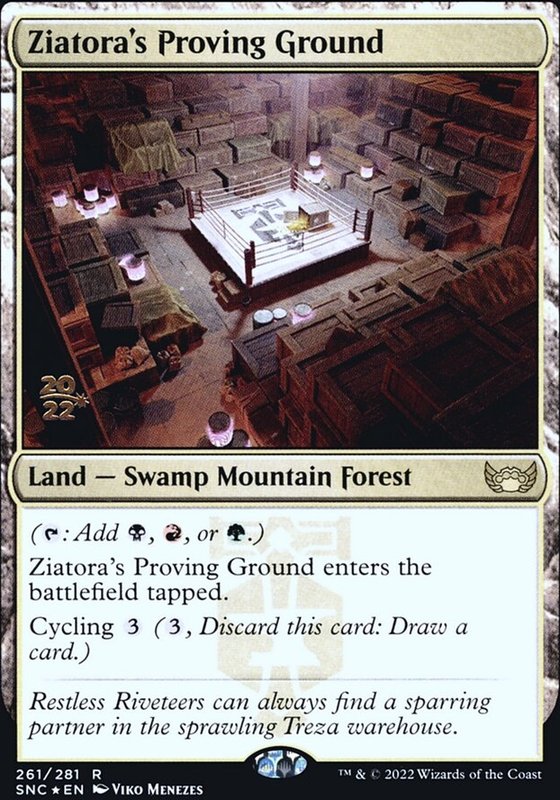 Ziatora's Proving Ground
20
22
Land — Swamp Mountain Forest
(: Add , , or .)
Ziatora's Proving Ground enters the
battlefield tapped.
Cycling 3 (3, Discard this card: Draw a
card.)
Restless Riveteers can always find a sparring
partner in the sprawling Treza warehouse.
261/281 R
SNC ★ EN Viko Menezes
™ & © 2022 Wizards of the Coast